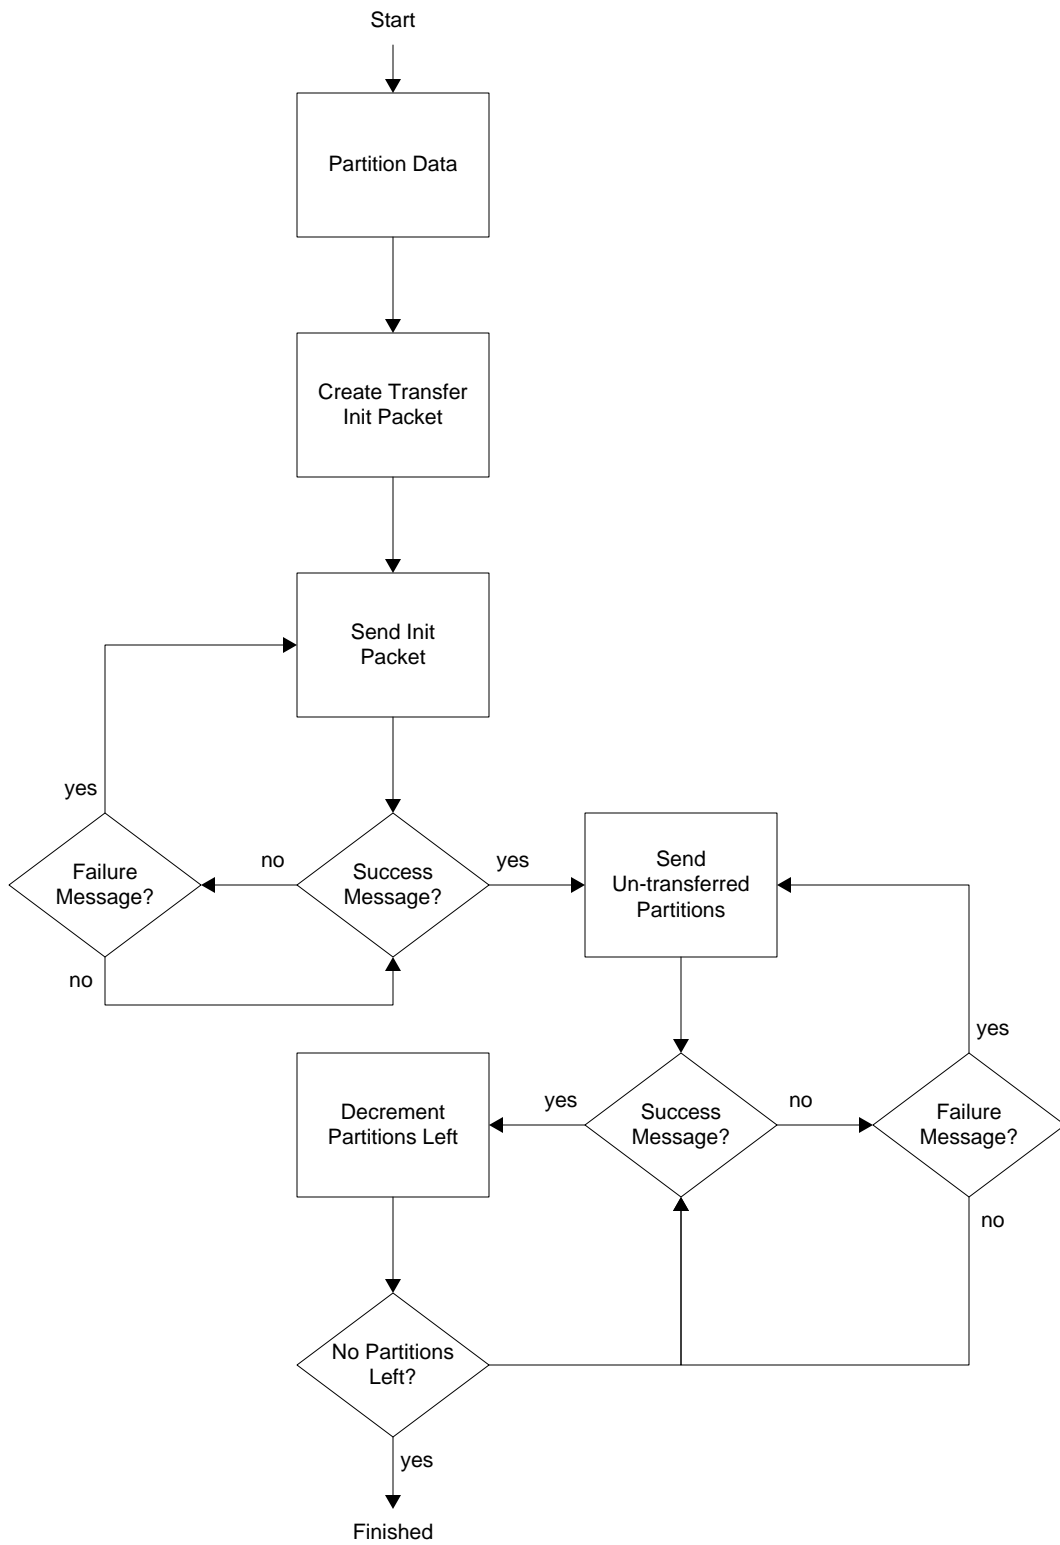 Start
Partition Data
Create Transfer
Init Packet
Send Init
Packet
yes
Failure
Message?
no
Success
Message?
yes
Send
Un-transferred
Partitions
no
yes
Decrement
Partitions Left
yes
Success
Message?
no
Failure
Message?
no
No Partitions
Left?
yes
Finished